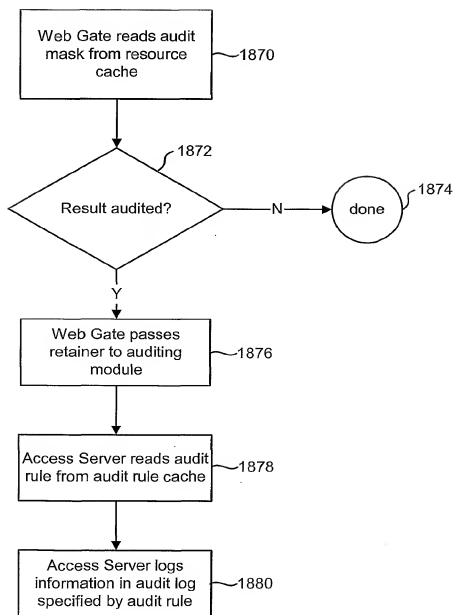 Web Gate reads audit
mask from resource
cache
1870
1872
Result audited?
N
done
1874
Y
Web Gate passes
retainer to auditing
module
1876
Access Server reads audit
rule from audit rule cache
1878
Access Server logs
information in audit log
specified by audit rule
1880